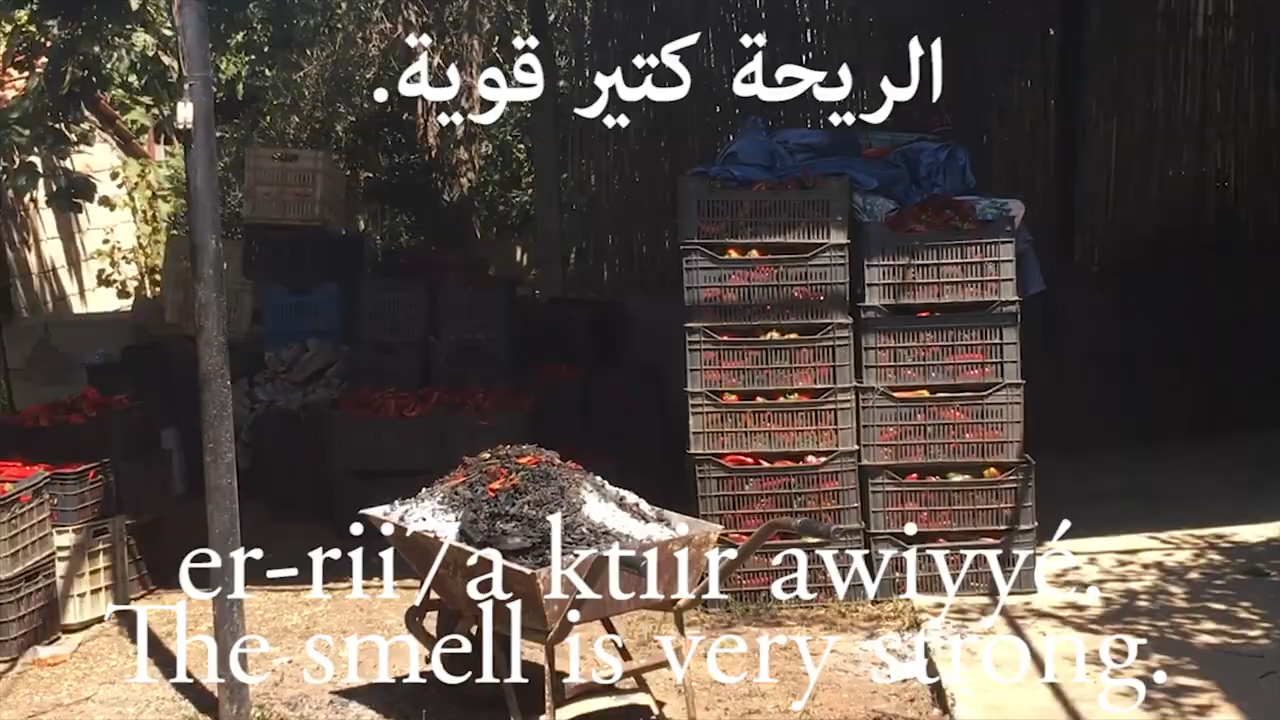 الريحة كتير قوية.
er-rii7a ktiir awiyyé.
The smell is very strong.